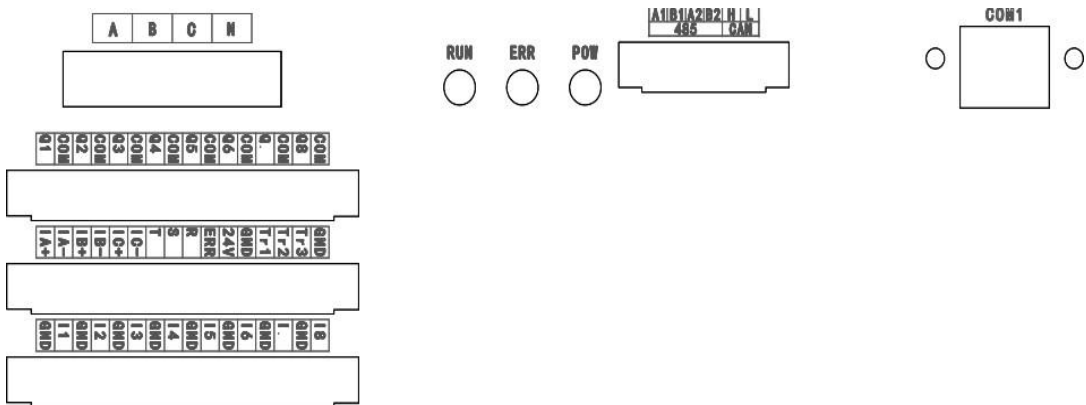 A B C N
RUN ERR POW
A1 B1 A2 B2 H L
485 CAN
COM1
Q1 COM Q2 COM Q3 COM Q4 COM Q5 COM Q6 COM Q. COM Q8 COM
IA+ IA- IB+ IB- IC+ IC- T S R ERR 24V GND Tr1 Tr2 Tr3 GND
GND I1 GND I2 GND I3 GND I4 GND I5 GND I6 GND I. GND I8